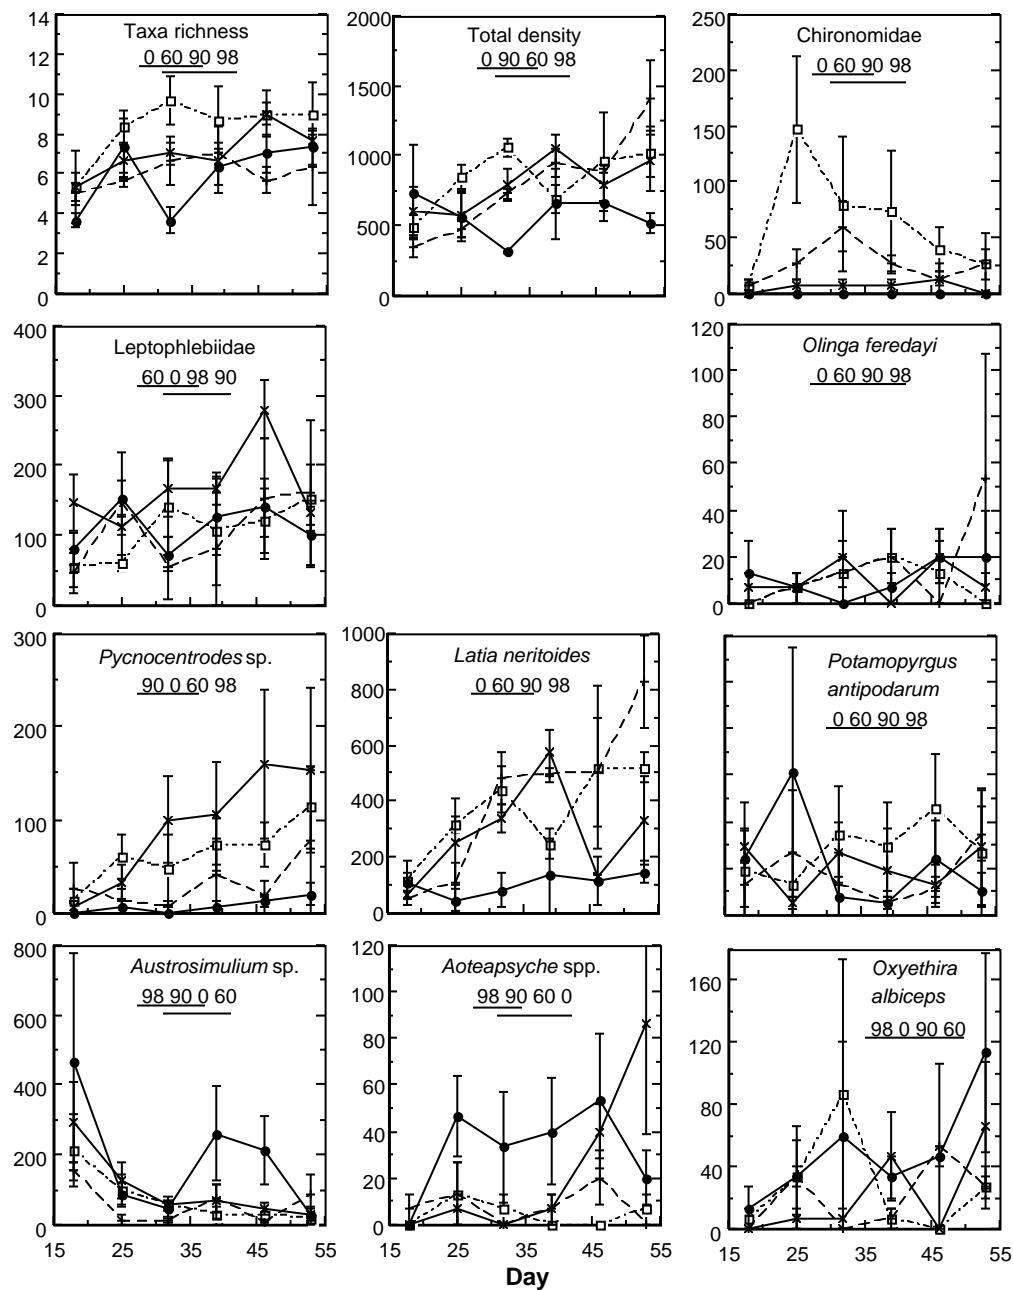 Taxa richness
0 60 90 98
14
12
10
8
6
4
2
0
Total density
0 90 60 98
2000
1500
1000
500
0
Chironomidae
0 60 90 98
250
200
150
100
50
0
Leptophlebiidae
60 0 98 90
400
300
200
100
0
Olinga feredayi
0 60 90 98
120
100
80
60
40
20
0
Pycnocentrodes sp.
90 0 60 98
300
200
100
0
Latia neritoides
0 60 90 98
1000
800
600
400
200
0
Potamopyrgus
antipodarum
0 60 90 98
Austrosimulium sp.
98 90 0 60
800
600
400
200
0
15 25 35 45 55
Aoteapsyche spp.
98 90 60 0
120
100
80
60
40
20
0
15 25 35 45 55
Oxyethira
albiceps
98 0 90 60
160
120
80
40
0
15 25 35 45 55
Day